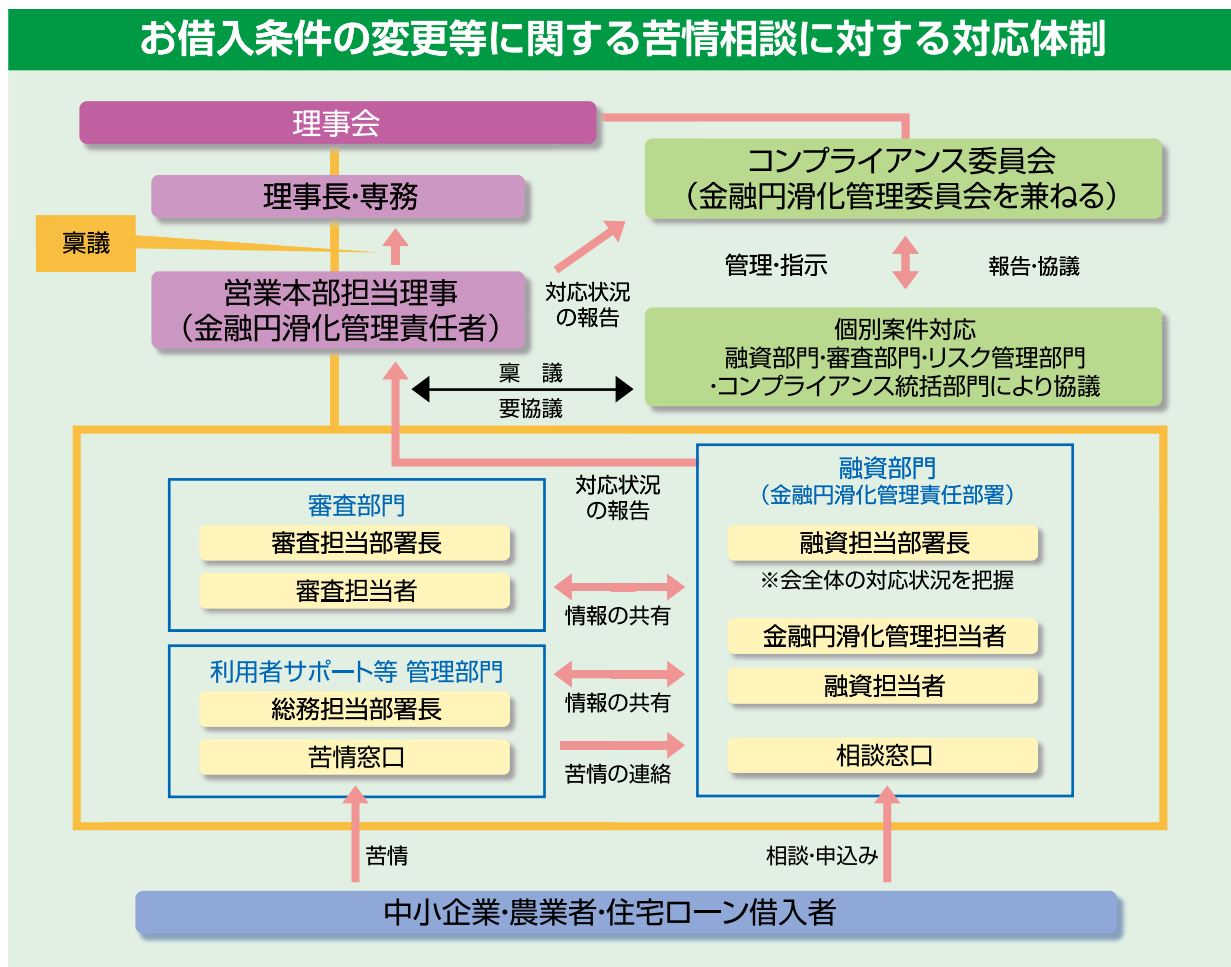 お借入条件の変更等に関する苦情相談に対する対応体制
理事会
コンプライアンス委員会
（金融円滑化管理委員会を兼ねる）
理事長・専務
稟議
営業本部担当理事
（金融円滑化管理責任者）
対応状況
の報告
管理・指示
報告・協議
個別案件対応
融資部門・審査部門・リスク管理部門
・コンプライアンス統括部門により協議
稟　議
要協議
審査部門
審査担当部署長
審査担当者
対応状況
の報告
融資部門
（金融円滑化管理責任部署）
融資担当部署長
※会全体の対応状況を把握
金融円滑化管理担当者
融資担当者
相談窓口
情報の共有
利用者サポート等 管理部門
総務担当部署長
苦情窓口
情報の共有
苦情の連絡
苦情
相談・申込み
中小企業・農業者・住宅ローン借入者